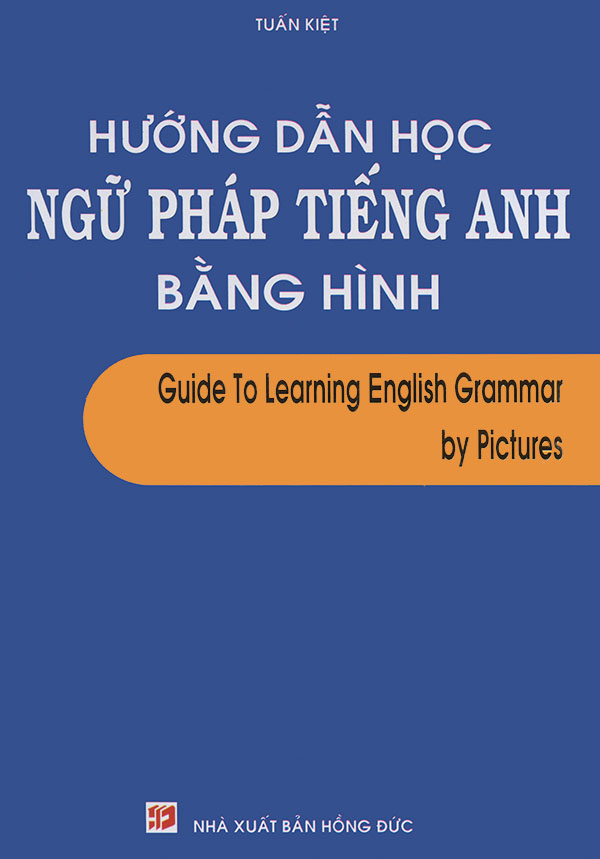 TUẤN KIỆT
HƯỚNG DẪN HỌC
NGỮ PHÁP TIẾNG ANH
BẰNG HÌNH
Guide To Learning English Grammar
by Pictures
NHÀ XUẤT BẢN HỒNG ĐỨC